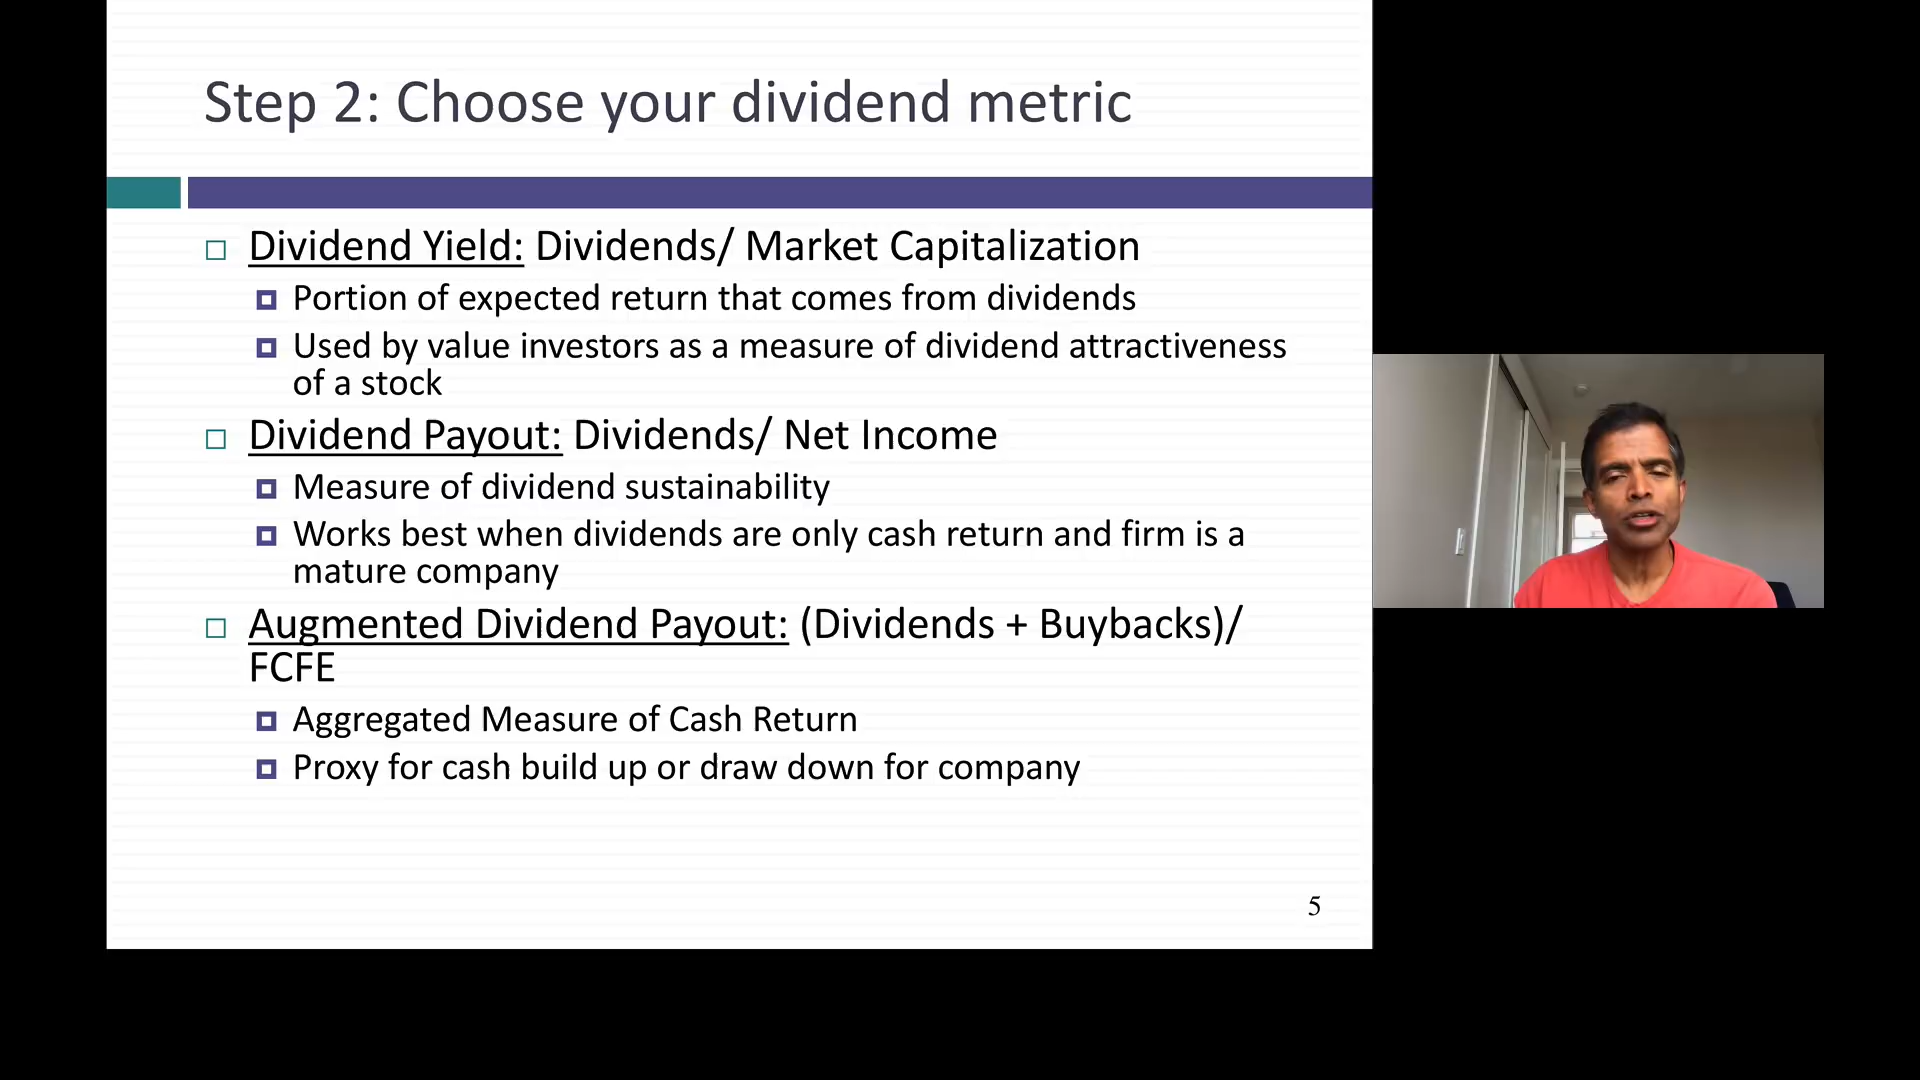 Step 2: Choose your dividend metric
Dividend Yield: Dividends/ Market Capitalization
Portion of expected return that comes from dividends
Used by value investors as a measure of dividend attractiveness
of a stock
Dividend Payout: Dividends/ Net Income
Measure of dividend sustainability
Works best when dividends are only cash return and firm is a
mature company
Augmented Dividend Payout: (Dividends + Buybacks)/
FCFE
Aggregated Measure of Cash Return
Proxy for cash build up or draw down for company
5